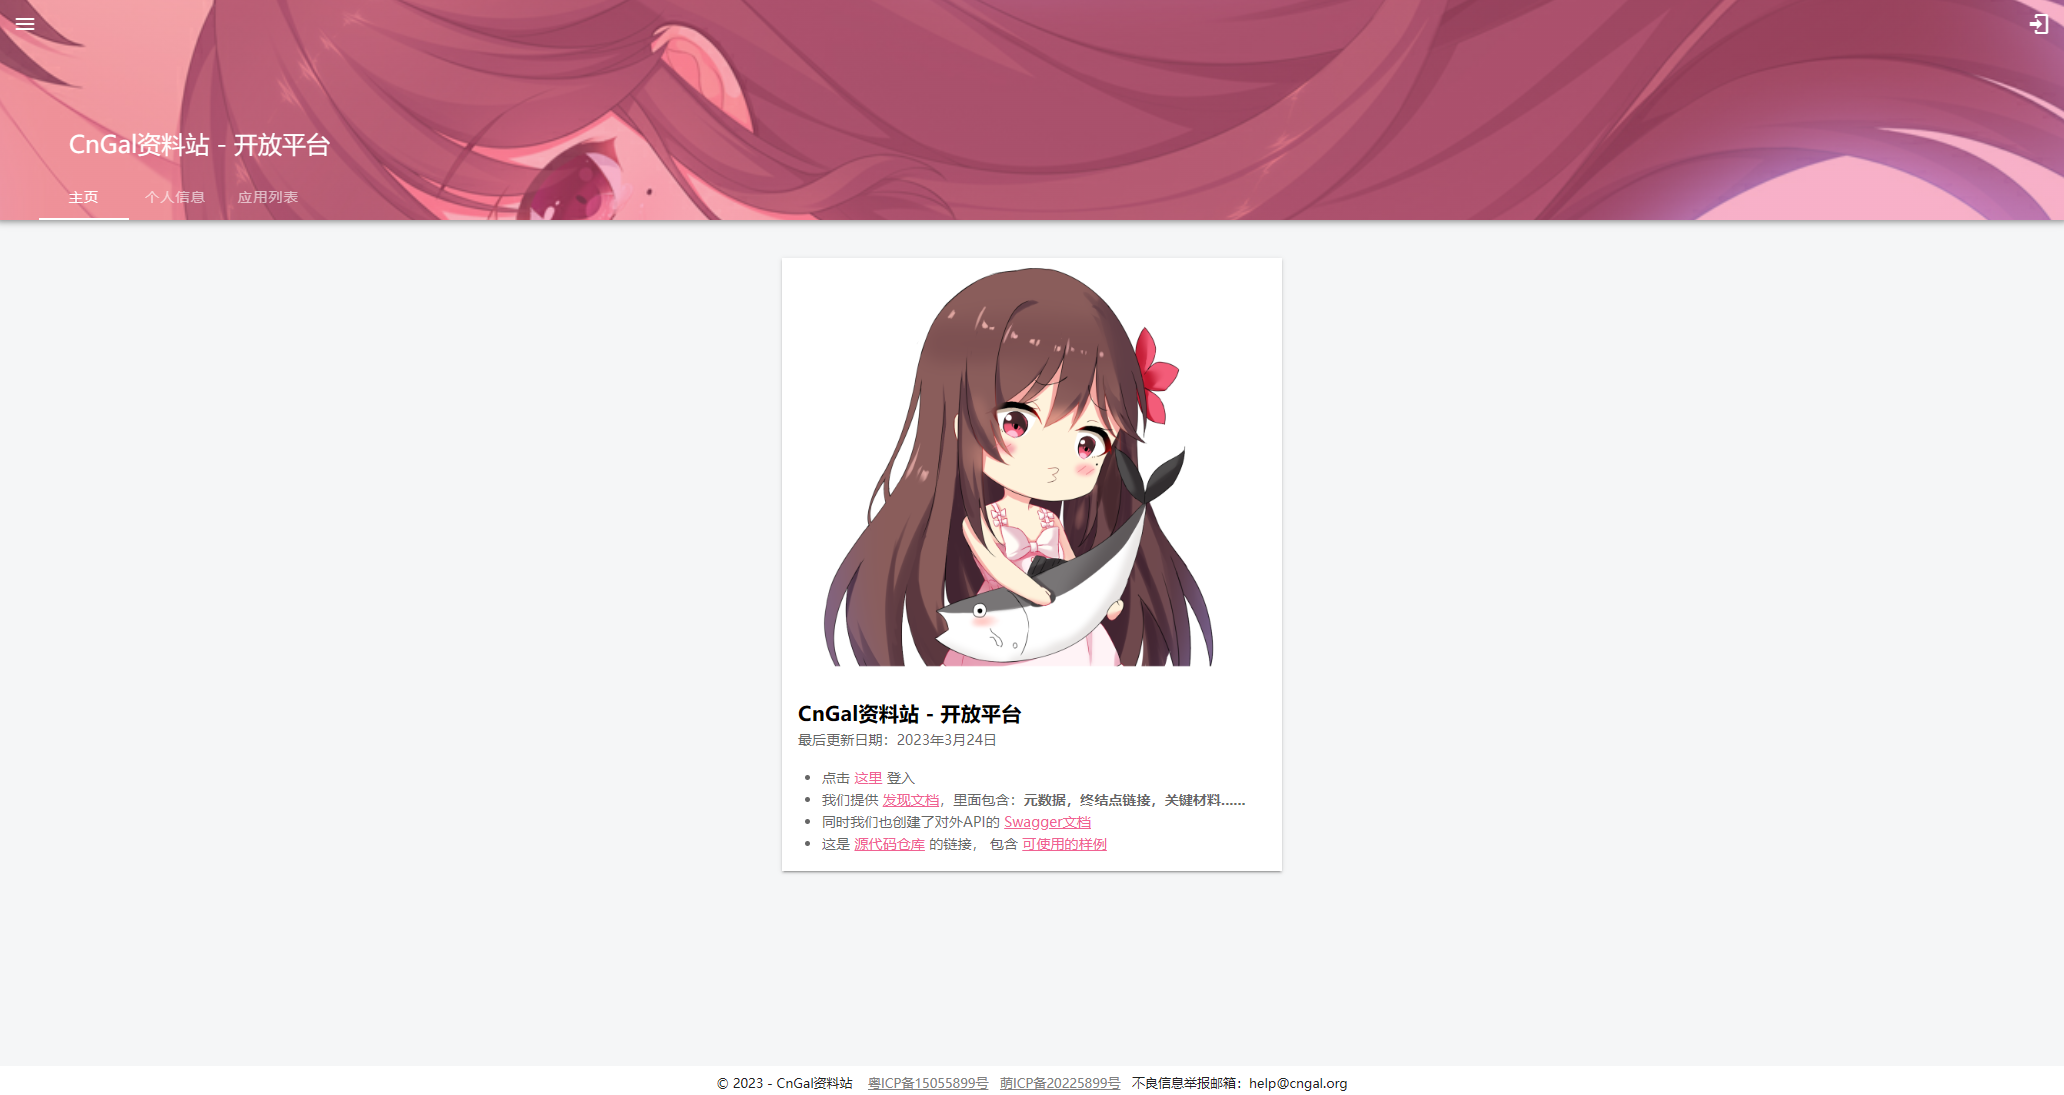 CnGal资料站 - 开放平台
主页 个人信息 应用列表
CnGal资料站 - 开放平台
最后更新日期：2023年3月24日
点击 这里 登入
我们提供 发现文档，里面包含：元数据，终结点链接，关键材料......
同时我们也创建了对外API的 Swagger文档
这是 源代码仓库 的链接， 包含 可使用的样例
© 2023 - CnGal资料站 粤ICP备15055899号 萌ICP备20225899号 不良信息举报邮箱：help@cngal.org